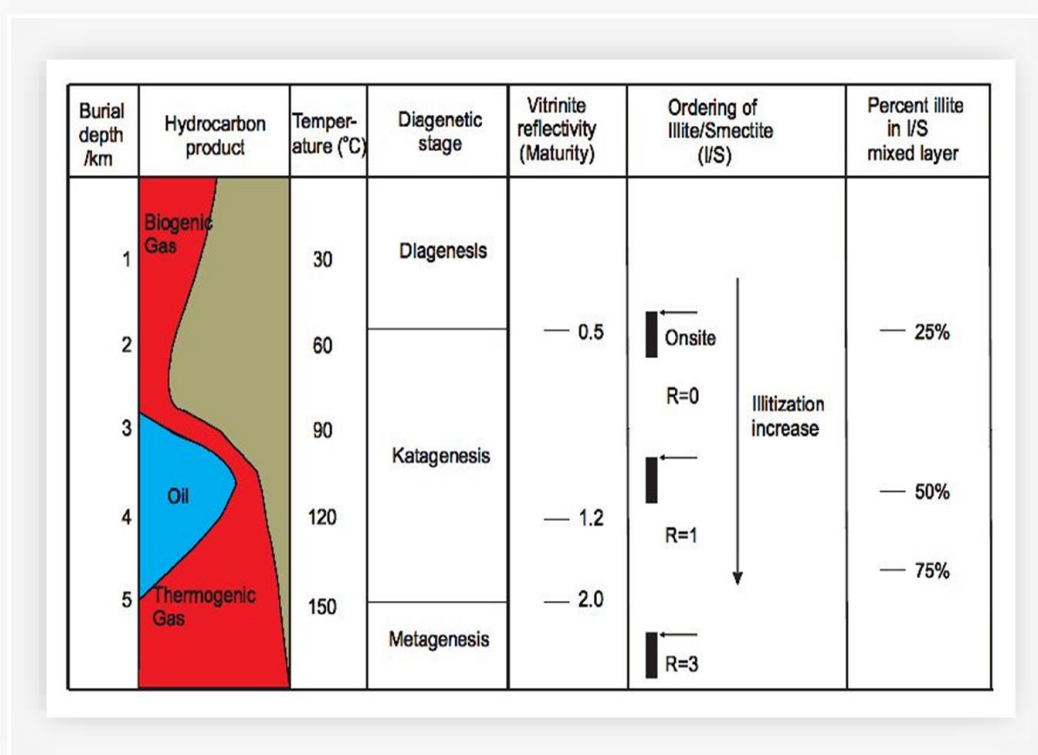 Burial
depth
/km
Hydrocarbon
product
Temper-
ature (°C)
Diagenetic
stage
Vitrinite
reflectivity
(Maturity)
Ordering of
Illite/Smectite
(I/S)
Percent illite
in I/S
mixed layer
Biogenic
Gas
1
30
Diagenesis
2
60
0.5
Onsite
25%
R=0
Illitization
increase
3
90
Katagenesis
Oil
50%
4
120
1.2
R=1
75%
5
Thermogenic
Gas
150
2.0
Metagenesis
R=3